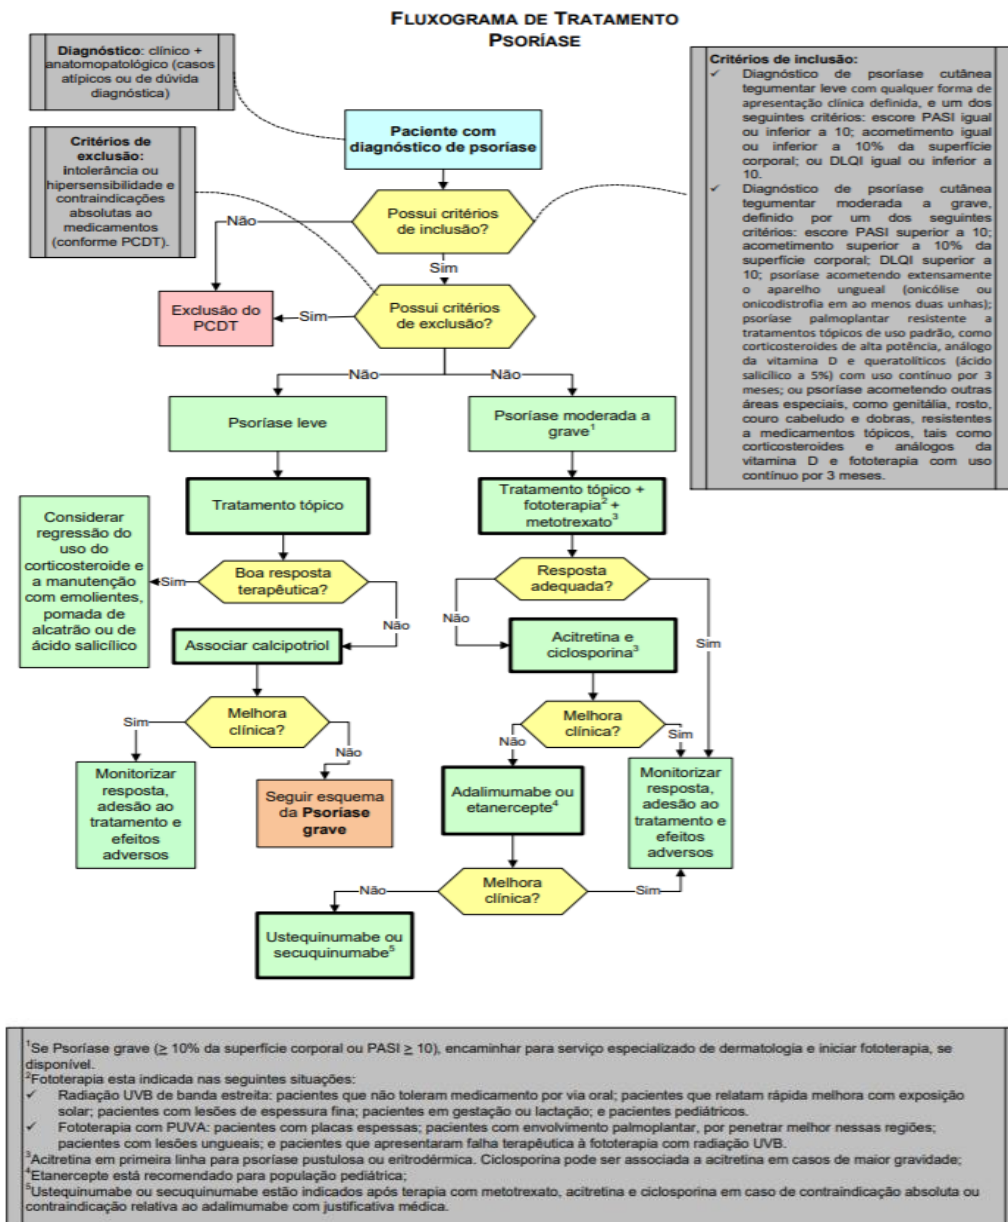 FLUXOGRAMA DE TRATAMENTO
PSORÍASE
Diagnóstico: clínico +
anatomopatológico (casos
atípicos ou de dúvida
diagnóstica)
Critérios de
exclusão:
Intolerância ou
hipersensibilidade e
contraindicações
absolutas ao
medicamentos
(conforme PCDT).
Paciente com
diagnóstico de psoríase
Critérios de inclusão:
✓ Diagnóstico de psoríase cutânea
tegumentar leve com qualquer forma de
apresentação clínica definida, e um dos
seguintes critérios: escore PASI igual
ou inferior a 10; acometimento igual
ou inferior a 10% da superfície
corporal; ou DLQI igual ou inferior a
10.
✓ Diagnóstico de psoríase cutânea
tegumentar moderada a grave,
definido por um dos seguintes
critérios: escore PASI superior a 10;
acometimento superior a 10% da
superfície corporal; DLQI superior a
10; psoríase acometendo extensamente
o aparelho ungueal (onicólise ou
onicodistrofia em ao menos duas unhas);
psoríase palmoplantar resistente a
tratamentos tópicos de uso padrão, como
corticosteroides de alta potência, análogo
da vitamina D e queratolíticos (ácido
salicílico a 5%) com uso contínuo por 3
meses; ou psoríase acometendo outras
áreas especiais, como genitália, rosto,
couro cabeludo e dobras, resistentes
a medicamentos tópicos, tais como
corticosteroides e análogos da
vitamina D e fototerapia com uso
contínuo por 3 meses.
Possui critérios
de inclusão?
Não
Sim
Exclusão do
PCDT
Sim
Possui critérios
de exclusão?
Não
Não
Psoríase leve
Psoríase moderada a
grave¹
Tratamento tópico
Tratamento tópico +
fototerapia² +
metotrexato³
Considerar
regressão do
uso do
corticosteroide e
a manutenção
com emolientes,
pomada de
alcatrão ou de
ácido salicílico
Sim
Boa resposta
terapêutica?
Não
Resposta
adequada?
Não
Sim
Associar calcipotriol
Acitretina e
ciclosporina³
Melhora
clínica?
Sim
Não
Melhora
clínica?
Não
Sim
Monitorizar
resposta,
adesão ao
tratamento e
efeitos
adversos
Seguir esquema
da Psoríase
grave
Adalimumabe ou
etanercepte⁴
Monitorizar
resposta,
adesão ao
tratamento e
efeitos
adversos
Não
Melhora
clínica?
Sim
Ustequinumabe ou
secuquinumabe⁵
¹Se Psoríase grave (≥ 10% da superfície corporal ou PASI ≥ 10), encaminhar para serviço especializado de dermatologia e iniciar fototerapia, se
disponível.
²Fototerapia esta indicada nas seguintes situações:
✓ Radiação UVB de banda estreita: pacientes que não toleram medicamento por via oral; pacientes que relatam rápida melhora com exposição
solar; pacientes com lesões de espessura fina; pacientes em gestação ou lactação; e pacientes pediátricos.
✓ Fototerapia com PUVA: pacientes com placas espessas; pacientes com envolvimento palmoplantar, por penetrar melhor nessas regiões;
pacientes com lesões ungueais; e pacientes que apresentaram falha terapêutica à fototerapia com radiação UVB.
³Acitretina em primeira linha para psoríase pustulosa ou eritrodérmica. Ciclosporina pode ser associada a acitretina em casos de maior gravidade;
⁴Etanercepte está recomendado para população pediátrica;
⁵Ustequinumabe ou secuquinumabe estão indicados após terapia com metotrexato, acitretina e ciclosporina em caso de contraindicação absoluta ou
contraindicação relativa ao adalimumabe com justificativa médica.